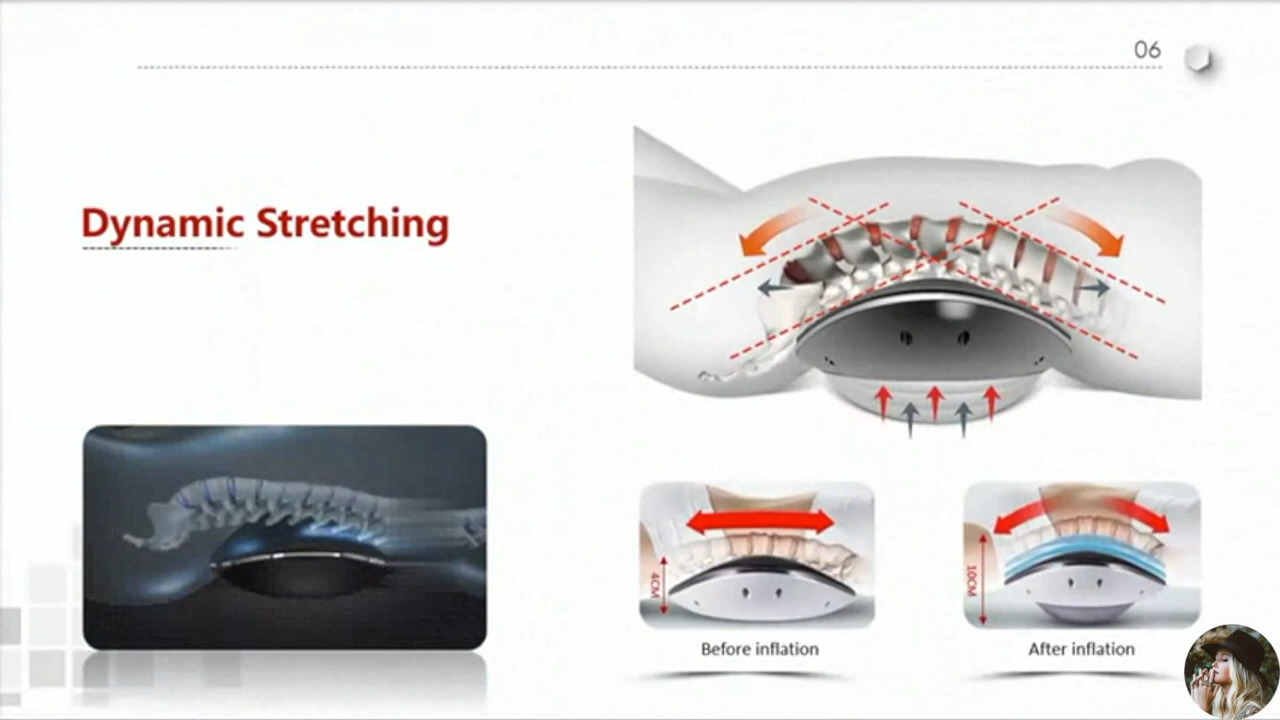 06
Dynamic Stretching
4CM
10CM
Before inflation
After inflation